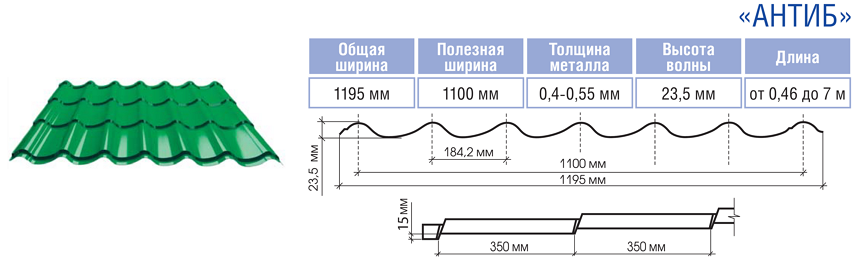 «АНТИБ»
Общая ширина
Полезная ширина
Толщина металла
Высота волны
Длина
1195 мм
1100 мм
0,4-0,55 мм
23,5 мм
от 0,46 до 7 м
23,5 мм
184,2 мм
1100 мм
1195 мм
15 мм
350 мм
350 мм